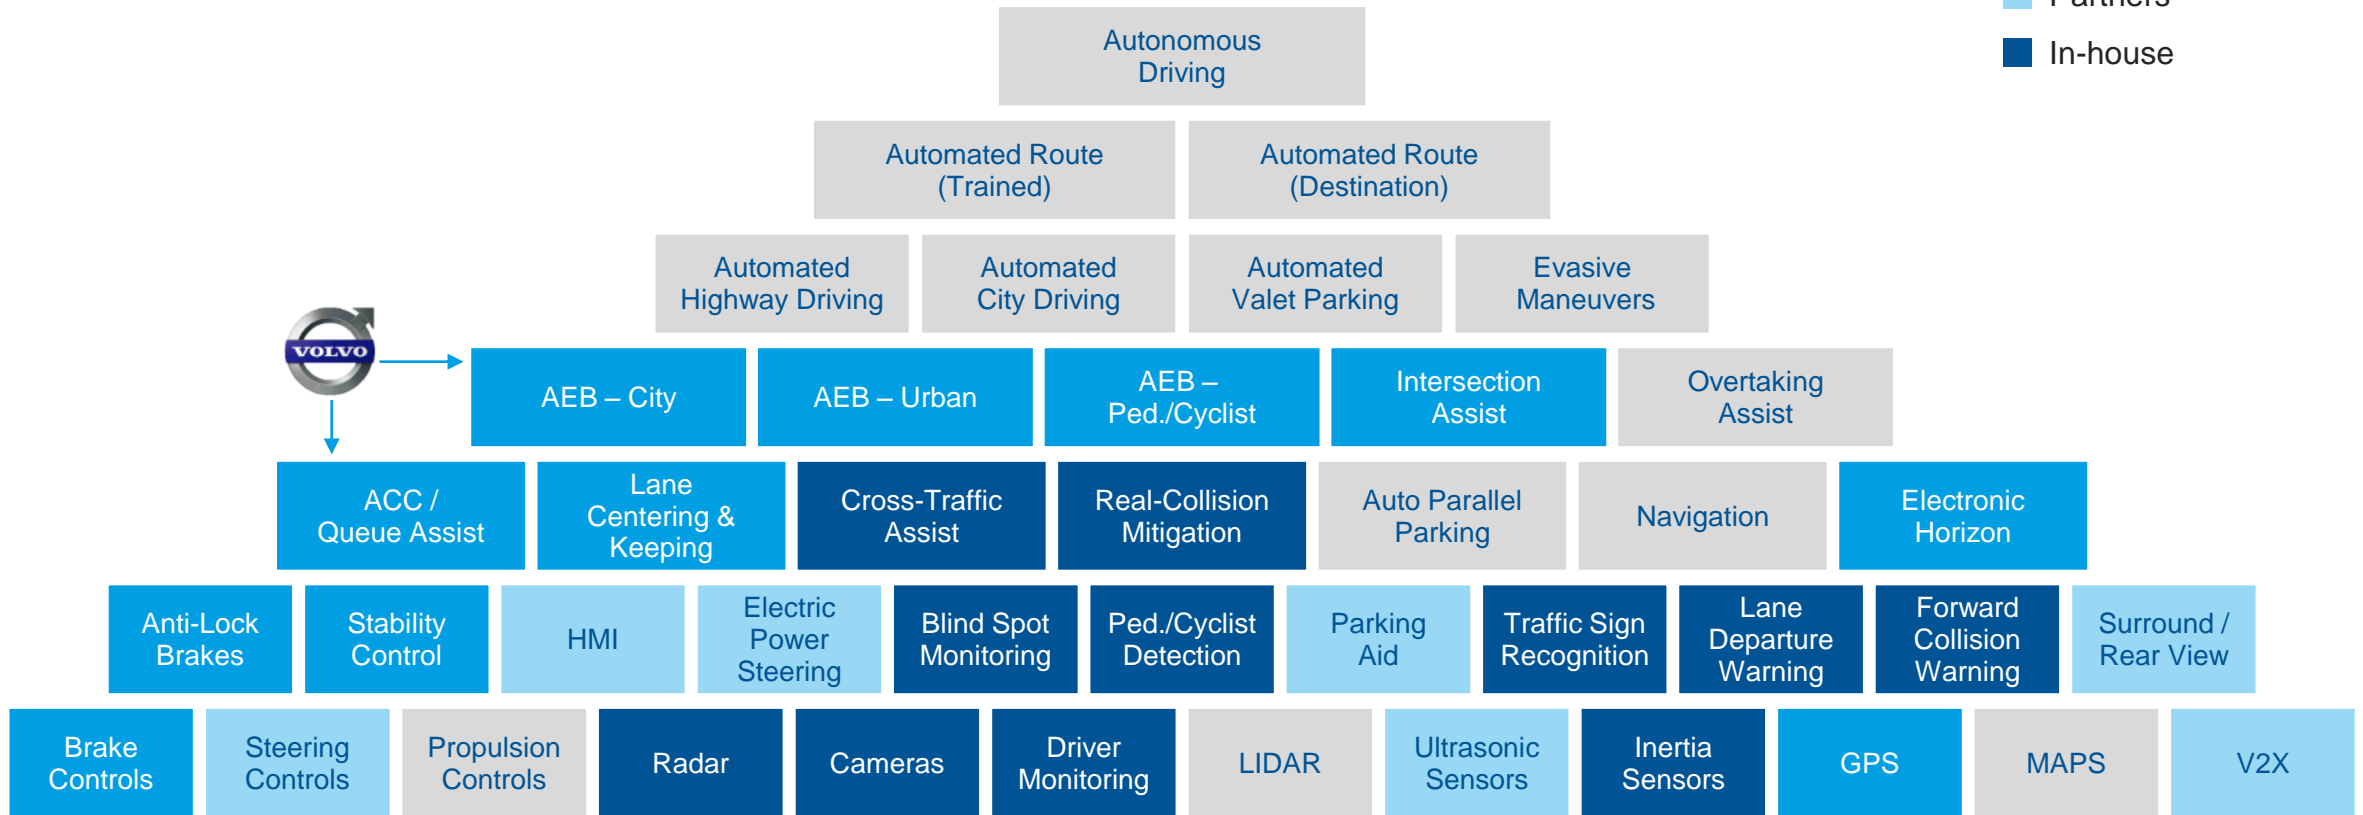 Partners
In-house
Autonomous
Driving
Automated Route
(Trained)
Automated Route
(Destination)
Automated
Highway Driving
Automated
City Driving
Automated
Valet Parking
Evasive
Maneuvers
VOLVO
AEB – City
AEB – Urban
AEB –
Ped./Cyclist
Intersection
Assist
Overtaking
Assist
ACC /
Queue Assist
Lane
Centering &
Keeping
Cross-Traffic
Assist
Real-Collision
Mitigation
Auto Parallel
Parking
Navigation
Electronic
Horizon
Anti-Lock
Brakes
Stability
Control
HMI
Electric
Power
Steering
Blind Spot
Monitoring
Ped./Cyclist
Detection
Parking
Aid
Traffic Sign
Recognition
Lane
Departure
Warning
Forward
Collision
Warning
Surround /
Rear View
Brake
Controls
Steering
Controls
Propulsion
Controls
Radar
Cameras
Driver
Monitoring
LIDAR
Ultrasonic
Sensors
Inertia
Sensors
GPS
MAPS
V2X